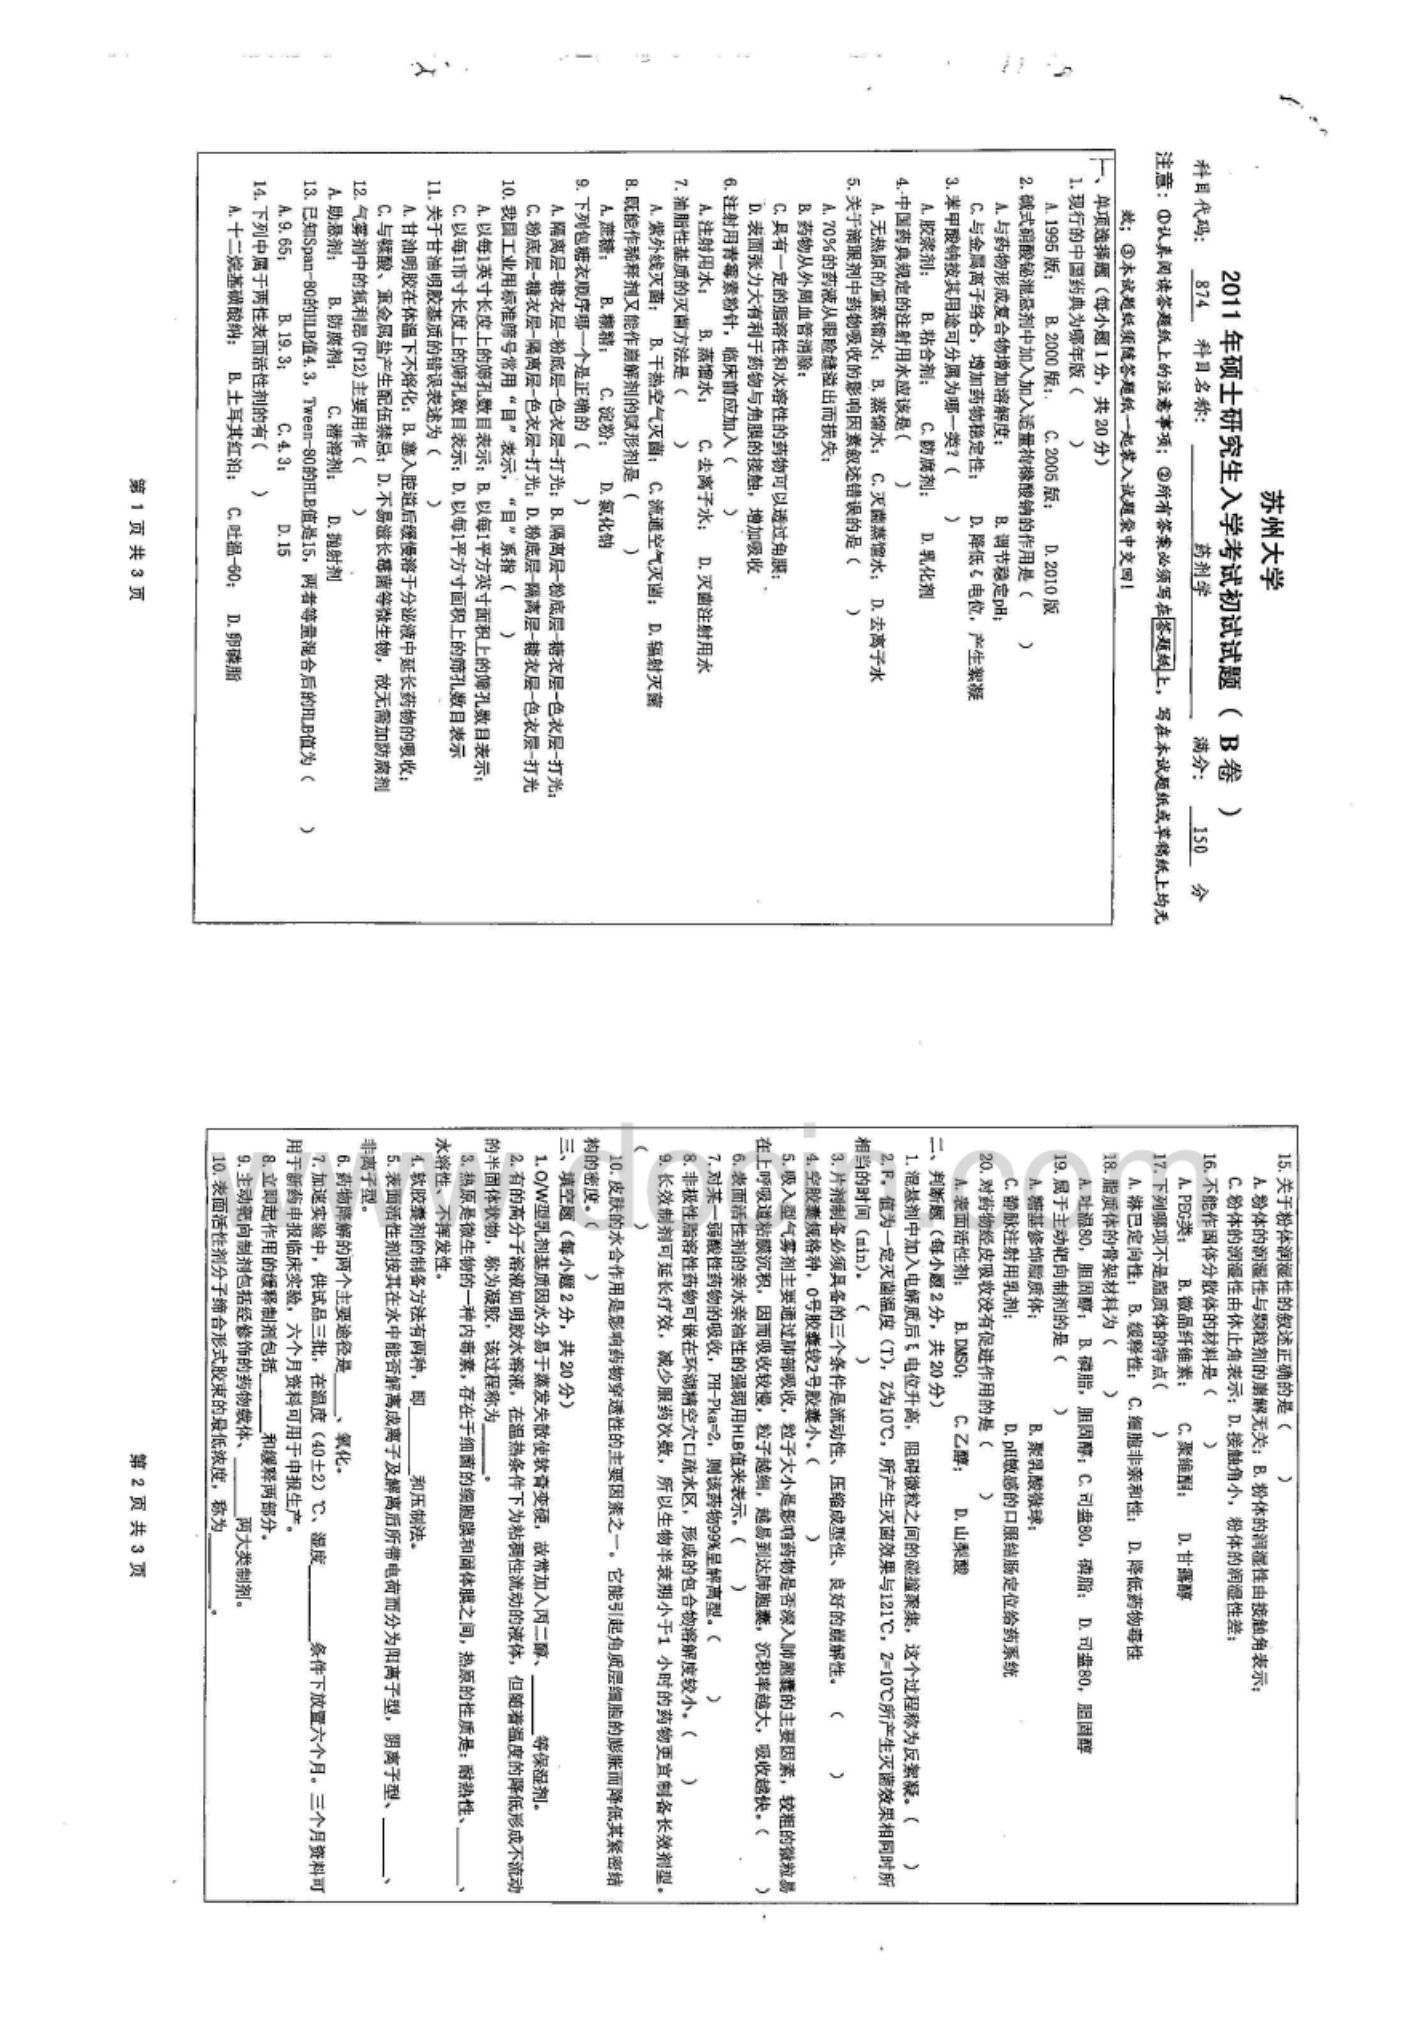 苏州大学
2011 年硕士研究生入学考试初试试题（ B 卷 ）
科目代码： 874 科目名称： 药剂学 满分： 150 分
注意：①认真阅读答题纸上的注意事项；②所有答案必须写在答题纸上，写在本试题纸或草稿纸上均无
效；③本试题纸须随答题纸一起装入试题袋中交回！
一、单项选择题（每小题 1 分，共 20 分）
1. 现行的中国药典为哪年版（ ）
A. 1995 版； B. 2000 版； C. 2005 版； D. 2010 版
2. 碱式硝酸铋混悬剂中加入加入适量枸橼酸钠的作用是（ ）
A. 与药物形成复合物增加溶解度； B. 调节稳定pH；
C. 与金属离子络合，增加药物稳定性； D. 降低 ζ 电位，产生絮凝
3. 苯甲酸钠按其用途可分属为哪一类？（ ）
A. 胶浆剂； B. 粘合剂； C. 防腐剂； D. 乳化剂
4. 中国药典规定的注射用水应该是（ ）
A. 无热质的重蒸馏水； B. 蒸馏水； C. 灭菌蒸馏水； D. 去离子水
5. 关于滴眼剂中药物吸收的影响因素叙述错误的是（ ）
A. 70％的药液从眼睑缝溢出而损失；
B. 药物从外周血管消除；
C. 具有一定的脂溶性和水溶性的药物可以透过角膜；
D. 表面张力大有利于药物与角膜的接触，增加吸收
6. 注射用青霉素粉针，临床前应加入（ ）
A. 注射用水； B. 蒸馏水； C. 去离子水； D. 灭菌注射用水
7. 油脂性基质的灭菌方法是（ ）
A. 紫外线灭菌； B. 干热空气灭菌； C. 流通空气灭菌； D. 辐射灭菌
8. 既能作稀释剂又能作崩解剂的赋形剂是（ ）
A. 蔗糖； B. 糊精； C. 淀粉； D. 氯化钠
9. 下列包糖衣顺序哪一个是正确的（ ）
A. 隔离层-糖衣层-粉底层-色衣层-打光； B. 隔离层-粉底层-糖衣层-色衣层-打光；
C. 粉底层-糖衣层-隔离层-色衣层-打光； D. 粉底层-隔离层-糖衣层-色衣层-打光
10. 我国工业用标准筛号常用“目”表示，“目”系指（ ）
A. 以每1英寸长度上的筛孔数目表示； B. 以每1平方英寸面积上的筛孔数目表示；
C. 以每1市寸长度上的筛孔数目表示； D. 以每1平方寸面积上的筛孔数目表示
11. 关于甘油明胶基质的错误表述为（ ）
A. 甘油明胶在体温下不熔化； B. 塞入腔道后缓慢溶于分泌液中延长药物的吸收；
C. 与鞣酸、重金属盐产生配伍禁忌； D. 不易滋长霉菌等微生物，故无需加防腐剂
12. 气雾剂中的氟利昂(F12)主要用作（ ）
A. 助悬剂； B. 防腐剂； C. 潜溶剂； D. 抛射剂
13. 已知Span-80的HLB值4.3，Tween-80的HLB值是15，两者等量混合后的HLB值为（ ）
A. 9.65； B. 19.3； C. 4.3； D. 15
14. 下列中属于两性表面活性剂的有（ ）
A. 十二烷基磺酸钠； B. 土耳其红油； C. 吐温-60； D. 卵磷脂
第 1 页 共 3 页
15. 关于粉体润湿性的叙述正确的是（ ）
A. 粉体的润湿性与颗粒剂的崩解无关； B. 粉体的润湿性由接触角表示；
C. 粉体的润湿性由休止角表示； D. 接触角小，粉体的润湿性差；
16. 不能作固体分散体的材料是（ ）
A. PEG类； B. 微晶纤维素； C. 聚维酮； D. 甘露醇
17. 下列哪项不是脂质体的特点（ ）
A. 淋巴定向性； B. 缓释性； C. 细胞非亲和性； D. 降低药物毒性
18. 脂质体的骨架材料为（ ）
A. 吐温80，胆固醇； B. 磷脂，胆固醇； C. 司盘80，磷脂； D. 司盘80，胆固醇
19. 属于主动靶向制剂的是（ ）
A. 糖基修饰脂质体； B. 聚乳酸微球；
C. 静脉注射用乳剂； D. pH敏感的口服结肠定位给药系统
20. 对药物经皮吸收没有促进作用的是（ ）
A. 表面活性剂； B. DMSO； C. 乙醇； D. 山梨酸
二、判断题（每小题 2 分，共 20 分）
1. 混悬剂中加入电解质后 ξ 电位升高，阻碍微粒之间的碰撞聚集，这个过程称为反絮凝。（ ）
2. F。值为一定灭菌温度（T），Z为10℃，所产生灭菌效果与121℃，Z=10℃所产生灭菌效果相同时所
相当的时间（min）。（ ）
3. 片剂制备必须具备的三个条件是流动性、压缩成型性、良好的崩解性。（ ）
4. 空胶囊规格种，0号胶囊较2号胶囊小。（ ）
5. 吸入型气雾剂主要通过肺部吸收，粒子大小是影响药物是否深入肺胞囊的主要因素，较粗的微粒易
在上呼吸道粘膜沉积，因而吸收较慢，粒子越细，越易到达肺胞囊，沉积率越大，吸收越快。（ ）
6. 表面活性剂的亲水亲油性的强弱用HLB值来表示。（ ）
7. 对某一弱酸性药物的吸收，PH-Pka=2，则该药物99%呈解离型。（ ）
8. 非极性脂溶性药物可嵌在环湖精空穴口疏水区，形成的包合物溶解度较小。（ ）
9. 长效制剂可延长疗效，减少服药次数，所以生物半衰期小于1 小时的药物更宜制备长效剂型。
（ ）
10. 皮肤的水合作用是影响药物穿透性的主要因素之一。它能引起角质层细胞的膨胀而降低其紧密结
构的密度。（ ）
三、填空题（每小题 2 分，共 20 分）
1. O/W型乳剂基质因水分易于蒸发失散使软膏变硬，故常加入丙二醇、______等保湿剂。
2. 有的高分子溶液如明胶水溶液，在温热条件下为粘稠性流动的液体，但随着温度的降低形成不流动
的半固体状物，称为凝胶，该过程称为______。
3. 热原是微生物的一种内毒素，存在于细菌的细胞膜和固体膜之间，热原的性质是：耐热性、______、
水溶性、不挥发性。
4. 软胶囊剂的制备方法有两种，即______和压制法。
5. 表面活性剂按其在水中能否解离成离子及解离后所带电荷而分为阳离子型，阴离子型、______、
非离子型。
6. 药物降解的两个主要途径是______、氧化。
7. 加速实验中，供试品三批，在温度（40±2）℃、湿度________条件下放置六个月。三个月资料可
用于新药申报临床实验，六个月资料可用于申报生产。
8. 立即起作用的缓释制剂包括______和缓释两部分。
9. 主动靶向制剂包括经修饰的药物载体、______两大类制剂。
10. 表面活性剂分子缔合形式胶束的最低浓度，称为________。
第 2 页 共 3 页